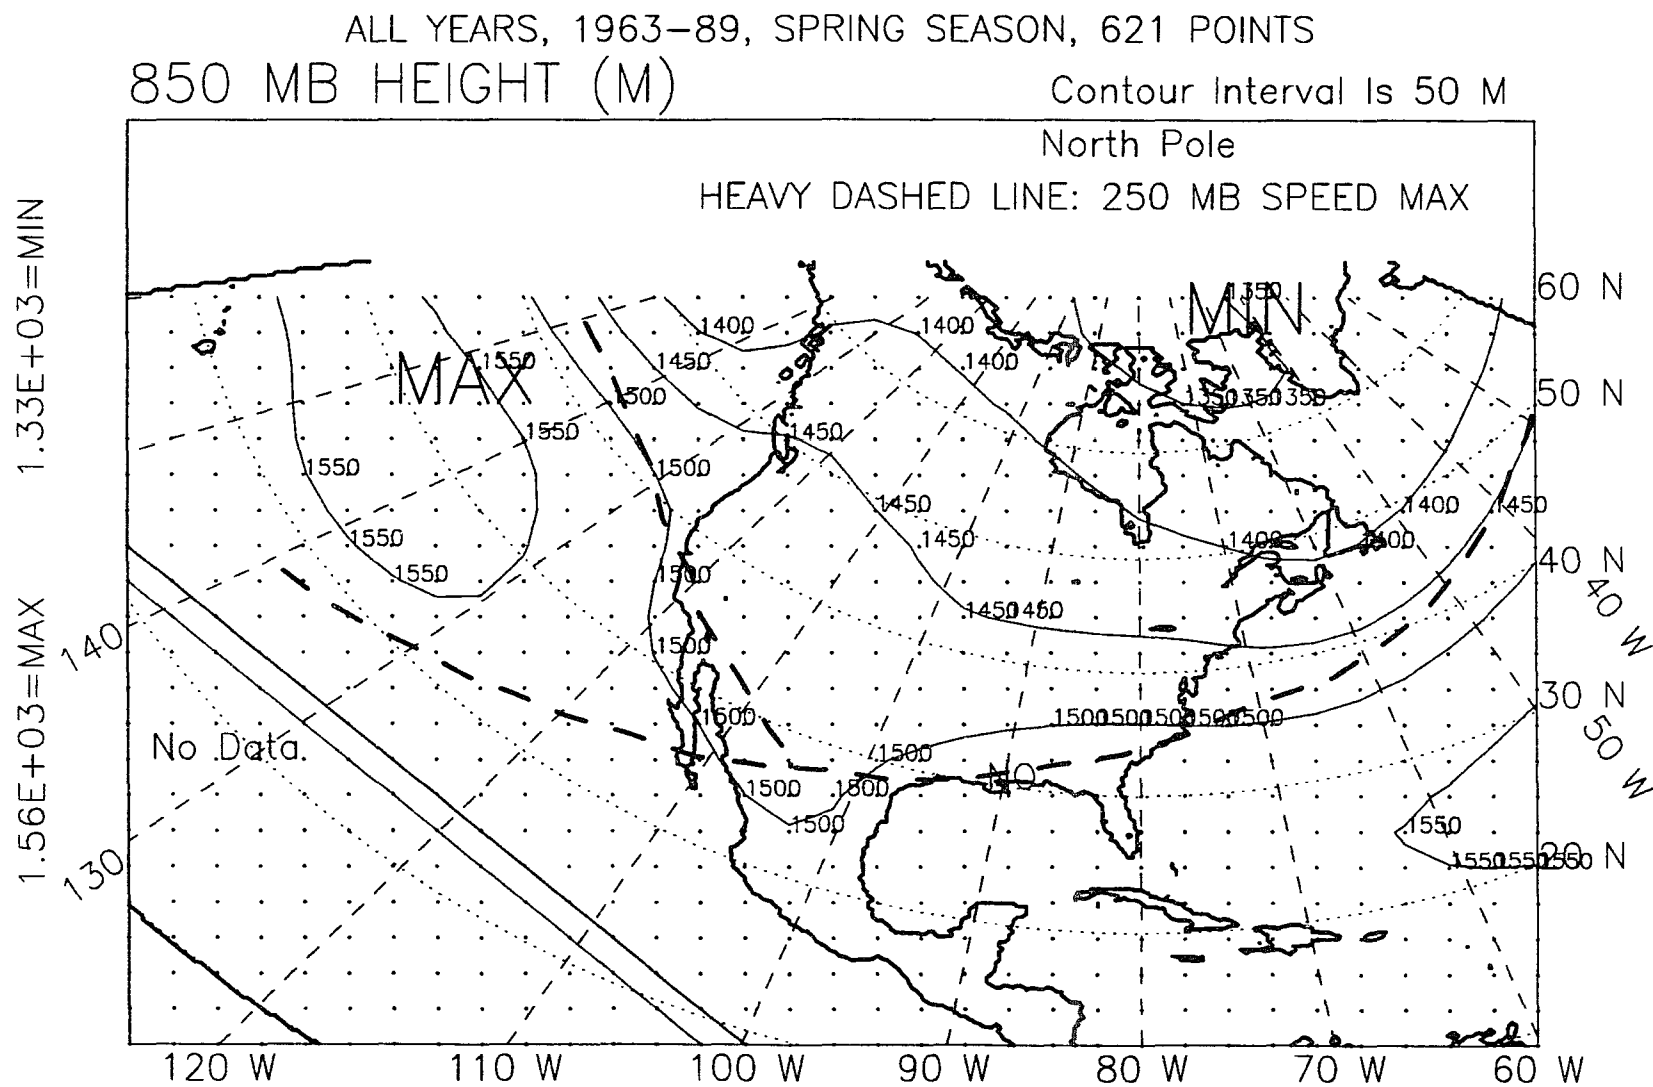 ALL YEARS, 1963-89, SPRING SEASON, 621 POINTS
850 MB HEIGHT (M)
Contour Interval Is 50 M
North Pole
HEAVY DASHED LINE: 250 MB SPEED MAX
1.33E+03=MIN
1.56E+03=MAX
60 N
1350
MIN
1400
1400
1450
1550
1400
MAX
1500
1350 1350 1350
50 N
1550
1450
1550
1500
1450
1400
1450
1550
1450
1400
1400
40 N
1550
1500
40 W
1450 1450
140
1500
30 N
1500
1500 1500 1500 1500 1500
50 W
No Data.
1500
NO
1500
1500
1500
1550
20 N
1550 1550 1550
130
120 W
110 W
100 W
90 W
80 W
70 W
60 W